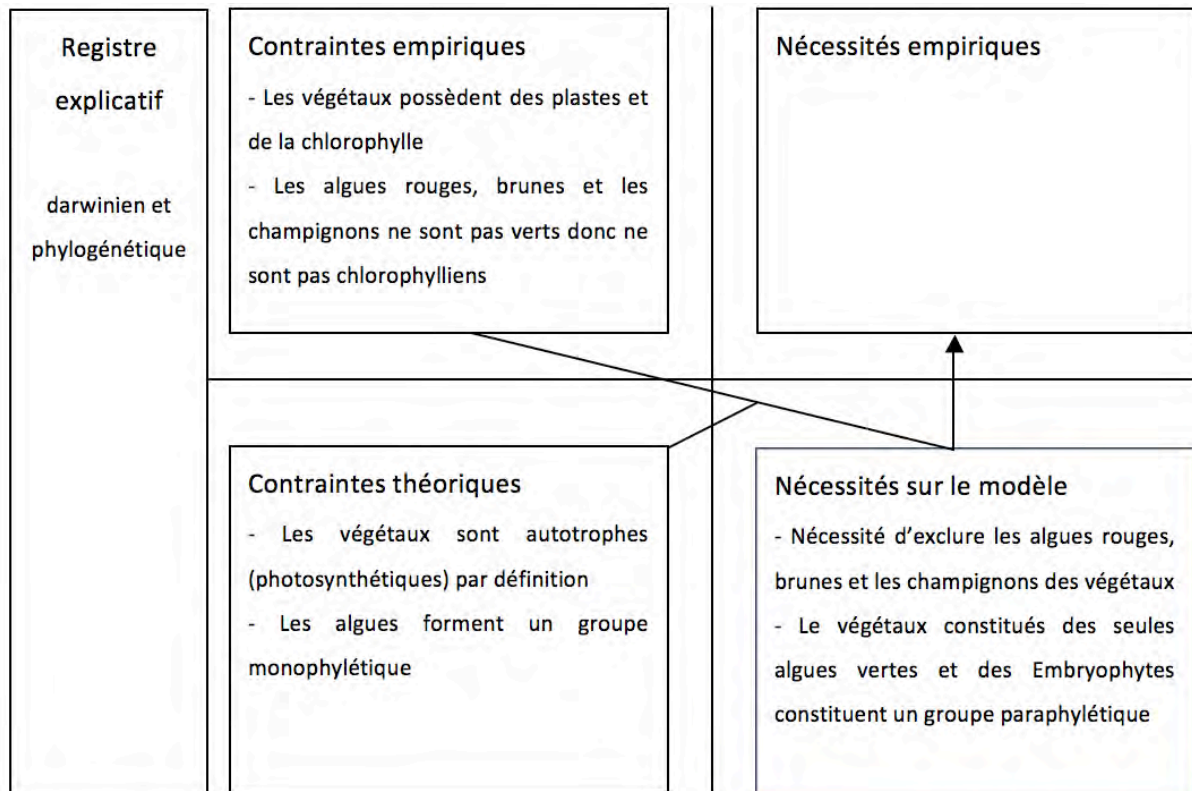 Registre
explicatif
darwinien et
phylogénétique
Contraintes empiriques
- Les végétaux possèdent des plastes et
de la chlorophylle
- Les algues rouges, brunes et les
champignons ne sont pas verts donc ne
sont pas chlorophylliens
Nécessités empiriques
Contraintes théoriques
- Les végétaux sont autotrophes
(photosynthétiques) par définition
- Les algues forment un groupe
monophylétique
Nécessités sur le modèle
- Nécessité d’exclure les algues rouges,
brunes et les champignons des végétaux
- Le végétaux constitués des seules
algues vertes et des Embryophytes
constituent un groupe paraphylétique